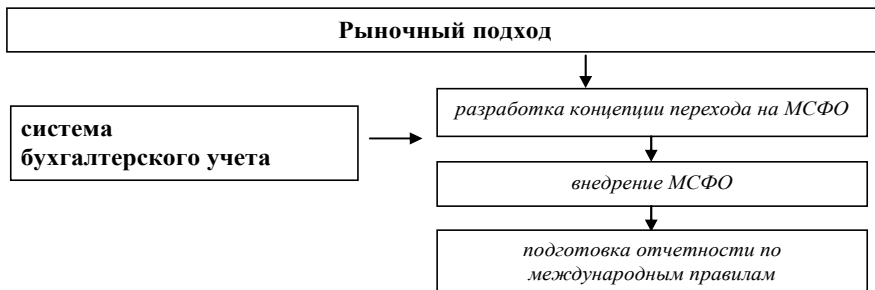 Рыночный подход
разработка концепции перехода на МСФО
система
бухгалтерского учета
внедрение МСФО
подготовка отчетности по
международным правилам